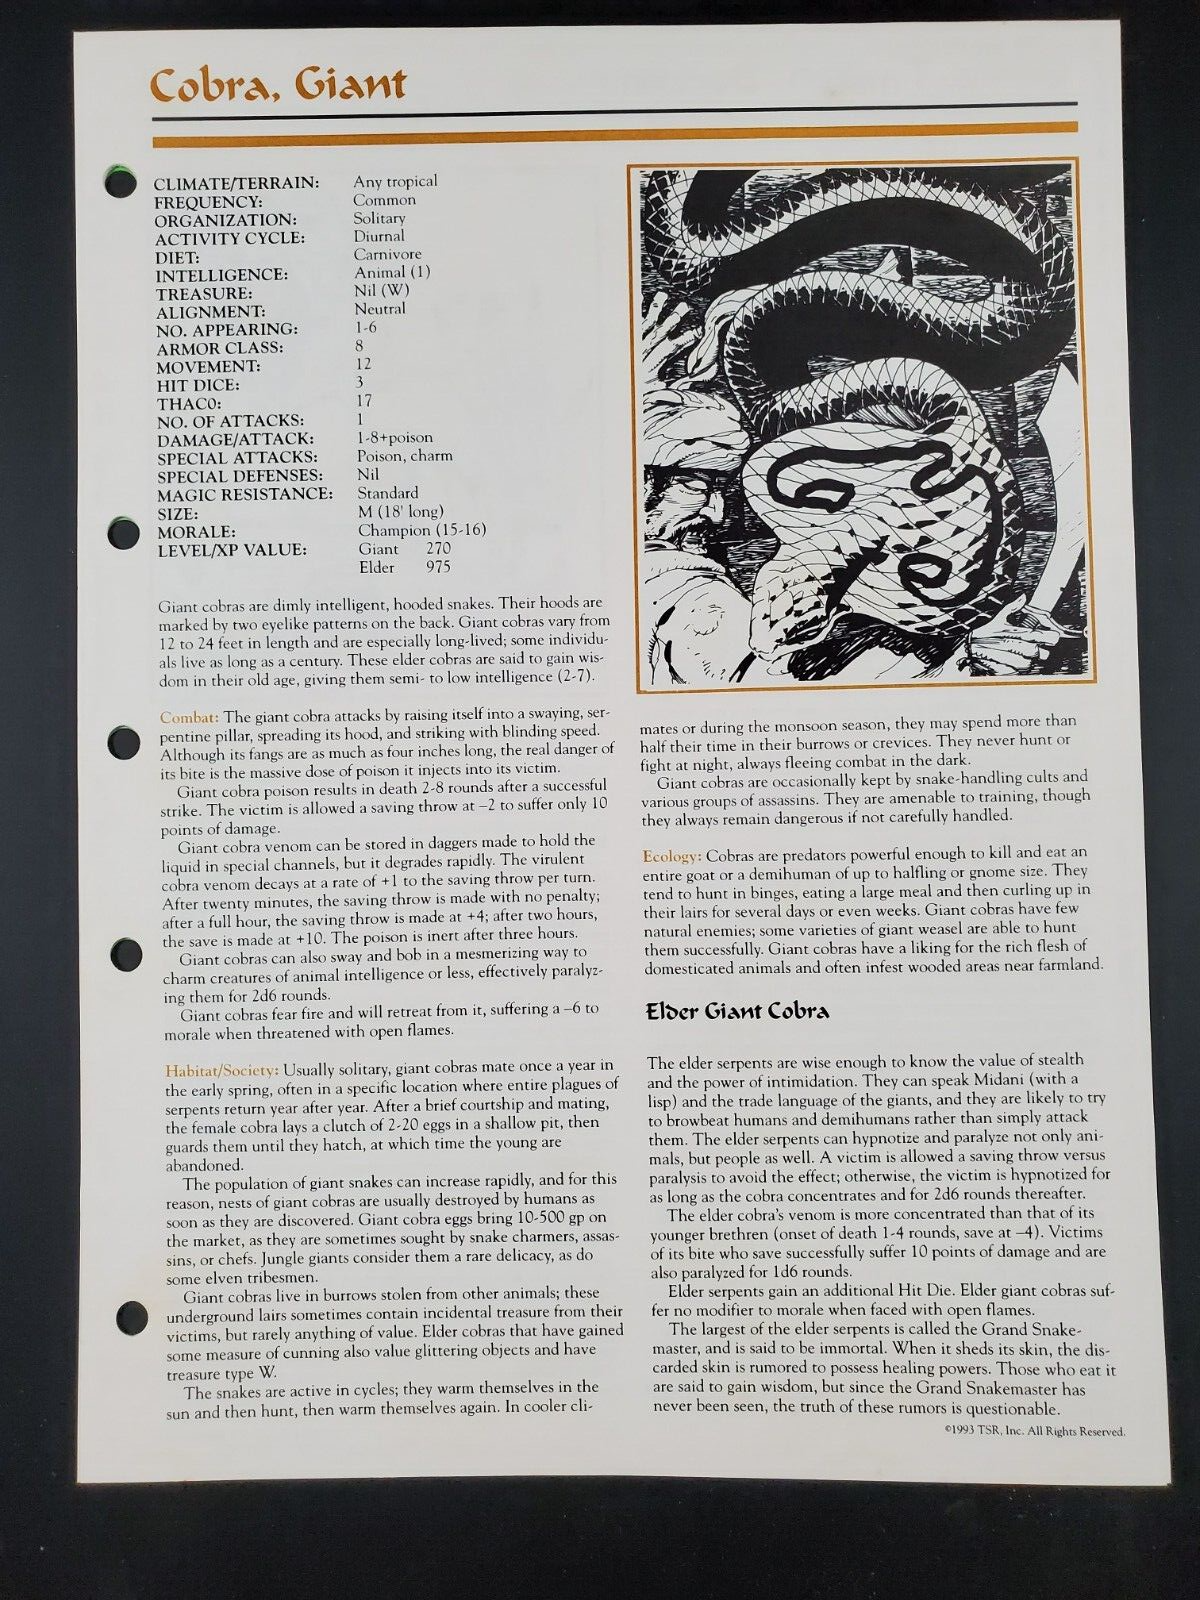 Cobra, Giant
CLIMATE/TERRAIN: Any tropical
FREQUENCY: Common
ORGANIZATION: Solitary
ACTIVITY CYCLE: Diurnal
DIET: Carnivore
INTELLIGENCE: Animal (1)
TREASURE: Nil (W)
ALIGNMENT: Neutral
NO. APPEARING: 1-6
ARMOR CLASS: 8
MOVEMENT: 12
HIT DICE: 3
THAC0: 17
NO. OF ATTACKS: 1
DAMAGE/ATTACK: 1-8+poison
SPECIAL ATTACKS: Poison, charm
SPECIAL DEFENSES: Nil
MAGIC RESISTANCE: Standard
SIZE: M (18' long)
MORALE: Champion (15-16)
LEVEL/XP VALUE: Giant 270
Elder 975
Giant cobras are dimly intelligent, hooded snakes. Their hoods are
marked by two eyelike patterns on the back. Giant cobras vary from
12 to 24 feet in length and are especially long-lived; some individu-
als live as long as a century. These elder cobras are said to gain wis-
dom in their old age, giving them semi- to low intelligence (2-7).
Combat: The giant cobra attacks by raising itself into a swaying, ser-
pentine pillar, spreading its hood, and striking with blinding speed.
Although its fangs are as much as four inches long, the real danger of
its bite is the massive dose of poison it injects into its victim.
Giant cobra poison results in death 2-8 rounds after a successful
strike. The victim is allowed a saving throw at –2 to suffer only 10
points of damage.
Giant cobra venom can be stored in daggers made to hold the
liquid in special channels, but it degrades rapidly. The virulent
cobra venom decays at a rate of +1 to the saving throw per turn.
After twenty minutes, the saving throw is made with no penalty;
after a full hour, the saving throw is made at +4; after two hours,
the save is made at +10. The poison is inert after three hours.
Giant cobras can also sway and bob in a mesmerizing way to
charm creatures of animal intelligence or less, effectively paralyz-
ing them for 2d6 rounds.
Giant cobras fear fire and will retreat from it, suffering a –6 to
morale when threatened with open flames.
Habitat/Society: Usually solitary, giant cobras mate once a year in
the early spring, often in a specific location where entire plagues of
serpents return year after year. After a brief courtship and mating,
the female cobra lays a clutch of 2-20 eggs in a shallow pit, then
guards them until they hatch, at which time the young are
abandoned.
The population of giant snakes can increase rapidly, and for this
reason, nests of giant cobras are usually destroyed by humans as
soon as they are discovered. Giant cobra eggs bring 10-500 gp on
the market, as they are sometimes sought by snake charmers, assas-
sins, or chefs. Jungle giants consider them a rare delicacy, as do
some elven tribesmen.
Giant cobras live in burrows stolen from other animals; these
underground lairs sometimes contain incidental treasure from their
victims, but rarely anything of value. Elder cobras that have gained
some measure of cunning also value glittering objects and have
treasure type W.
The snakes are active in cycles; they warm themselves in the
sun and then hunt, then warm themselves again. In cooler cli-
mates or during the monsoon season, they may spend more than
half their time in their burrows or crevices. They never hunt or
fight at night, always fleeing combat in the dark.
Giant cobras are occasionally kept by snake-handling cults and
various groups of assassins. They are amenable to training, though
they always remain dangerous if not carefully handled.
Ecology: Cobras are predators powerful enough to kill and eat an
entire goat or a demihuman of up to halfling or gnome size. They
tend to hunt in binges, eating a large meal and then curling up in
their lairs for several days or even weeks. Giant cobras have few
natural enemies; some varieties of giant weasel are able to hunt
them successfully. Giant cobras have a liking for the rich flesh of
domesticated animals and often infest wooded areas near farmland.
Elder Giant Cobra
The elder serpents are wise enough to know the value of stealth
and the power of intimidation. They can speak Midani (with a
lisp) and the trade language of the giants, and they are likely to try
to browbeat humans and demihumans rather than simply attack
them. The elder serpents can hypnotize and paralyze not only ani-
mals, but people as well. A victim is allowed a saving throw versus
paralysis to avoid the effect; otherwise, the victim is hypnotized for
as long as the cobra concentrates and for 2d6 rounds thereafter.
The elder cobra's venom is more concentrated than that of its
younger brethren (onset of death 1-4 rounds, save at –4). Victims
of its bite who save successfully suffer 10 points of damage and are
also paralyzed for 1d6 rounds.
Elder serpents gain an additional Hit Die. Elder giant cobras suf-
fer no modifier to morale when faced with open flames.
The largest of the elder serpents is called the Grand Snake-
master, and is said to be immortal. When it sheds its skin, the dis-
carded skin is rumored to possess healing powers. Those who eat it
are said to gain wisdom, but since the Grand Snakemaster has
never been seen, the truth of these rumors is questionable.
©1993 TSR, Inc. All Rights Reserved.